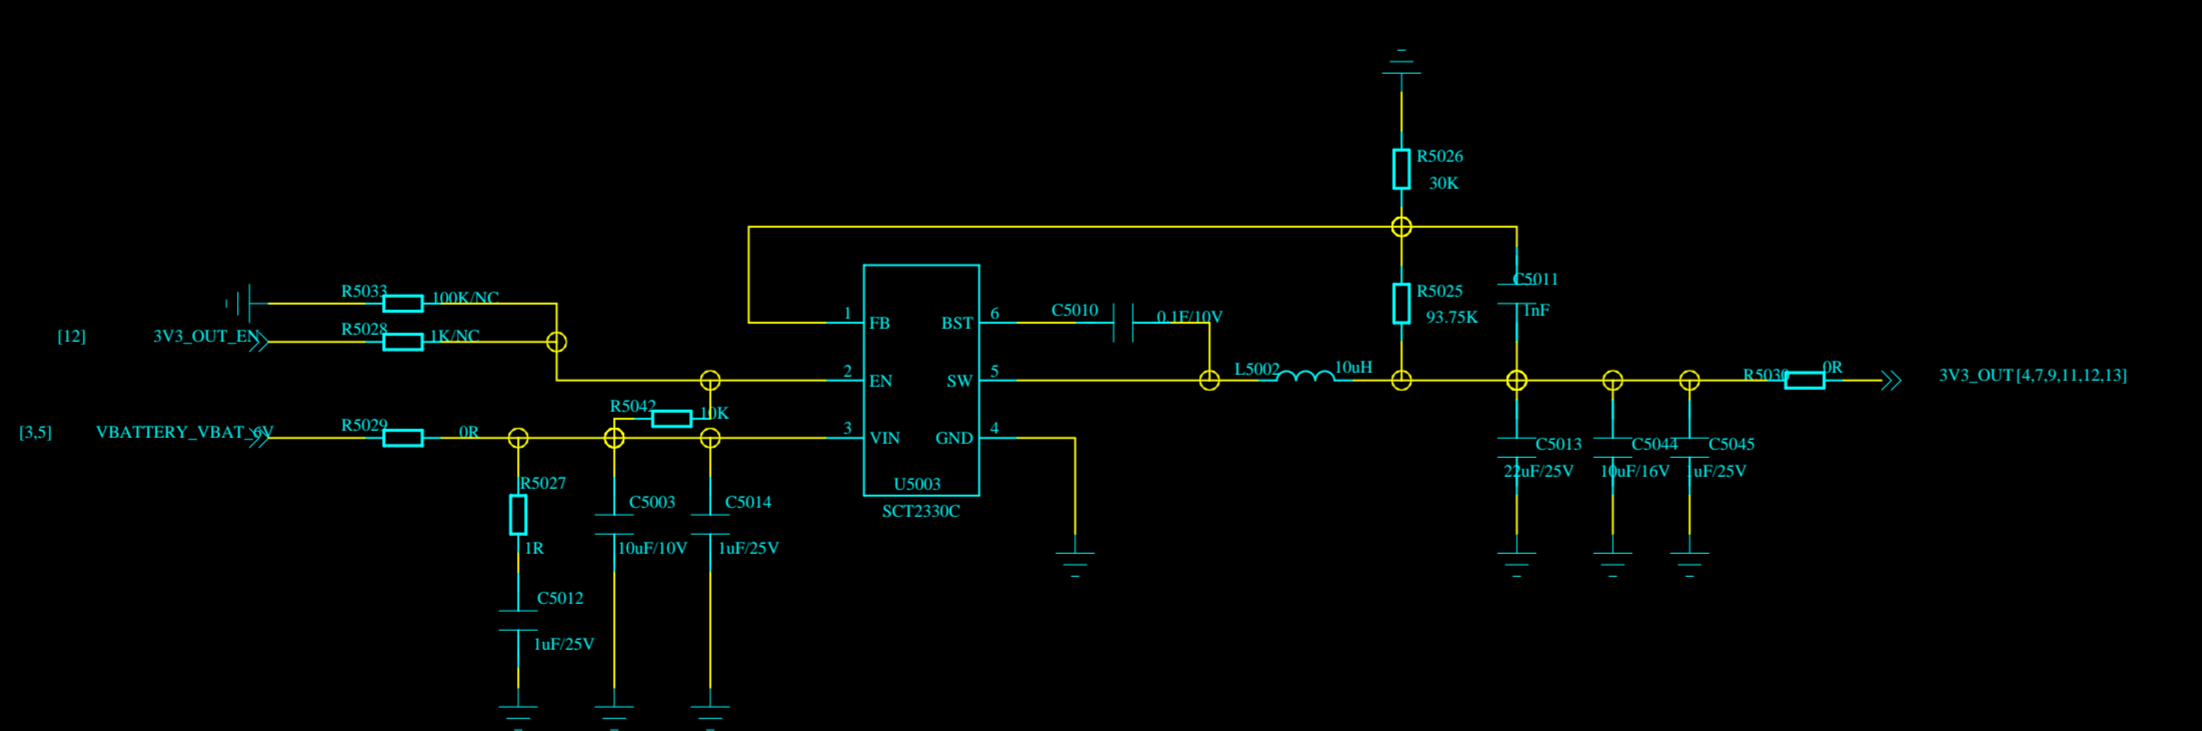 R5026
30K
R5033
100K/NC
[12]
3V3_OUT_EN
R5028
1K/NC
1
FB
BST
6
C5010
0.1F/10V
R5025
93.75K
C5011
1nF
2
EN
SW
5
L5002
10uH
R5030
0R
3V3_OUT
[4,7,9,11,12,13]
R5042
10K
[3,5]
VBATTERY_VBAT_6V
R5029
0R
3
VIN
GND
4
C5013
22uF/25V
C5044
10uF/16V
C5045
1uF/25V
U5003
SCT2330C
R5027
1R
C5003
10uF/10V
C5014
1uF/25V
C5012
1uF/25V